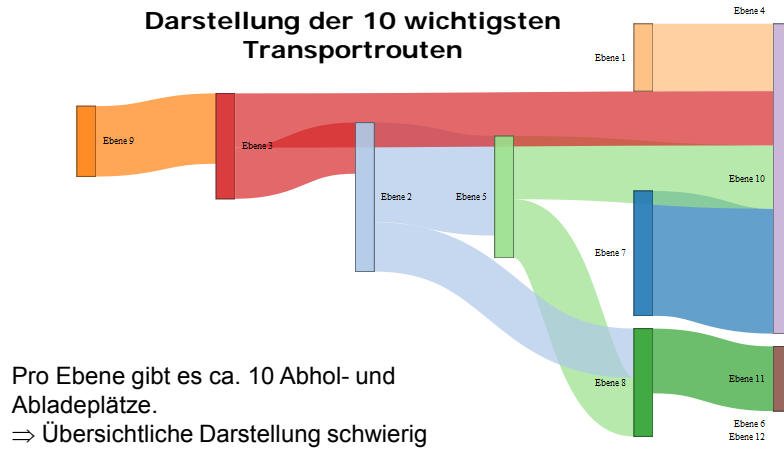 Darstellung der 10 wichtigsten
Transportrouten
Ebene 4
Ebene 1
Ebene 9
Ebene 3
Ebene 2
Ebene 5
Ebene 10
Ebene 7
Ebene 8
Ebene 11
Ebene 6
Ebene 12
Pro Ebene gibt es ca. 10 Abhol- und
Abladeplätze.
⇒ Übersichtliche Darstellung schwierig